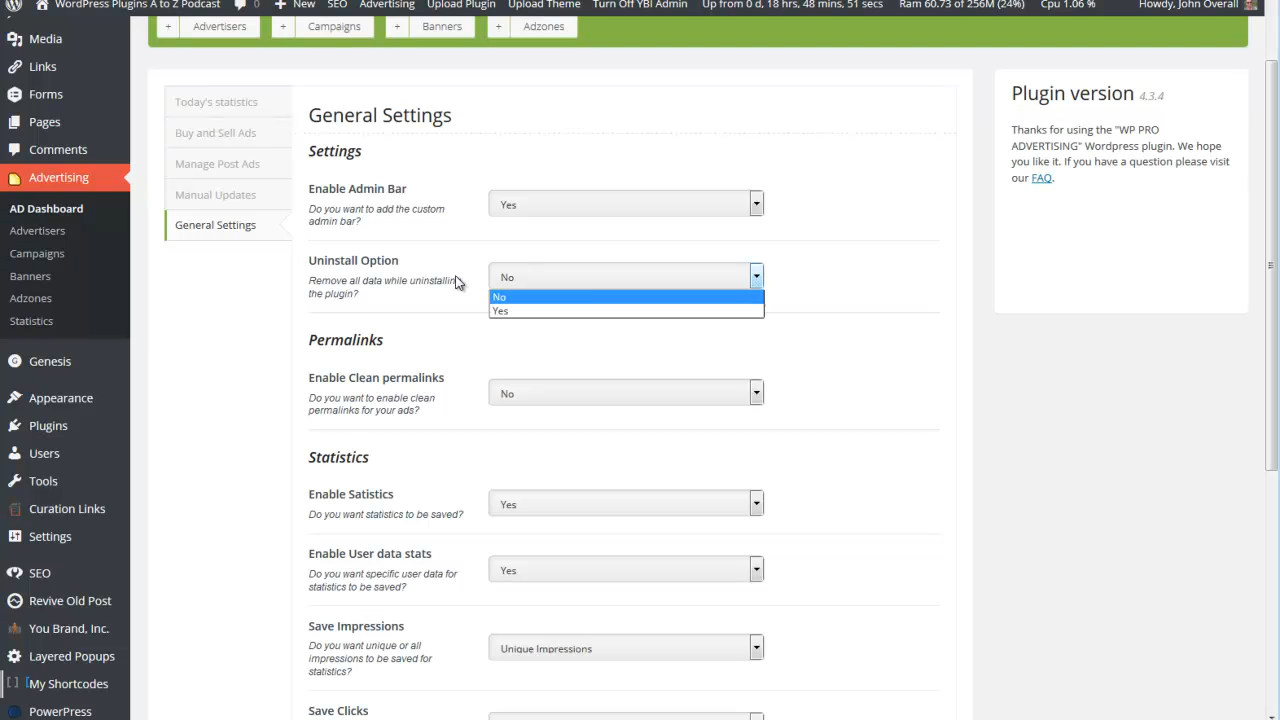 WordPress Plugins A to Z Podcast 0 + New SEO Advertising Upload Plugin Upload Theme Turn Off YBI Admin Up from 0 d, 18 hrs, 48 mins, 51 secs Ram 60.73 of 256M (24%) Cpu 1.06 % Howdy, John Overall
+ Advertisers + Campaigns + Banners + Adzones
Media
Links
Forms
Pages
Comments
Advertising
AD Dashboard
Advertisers
Campaigns
Banners
Adzones
Statistics
Genesis
Appearance
Plugins
Users
Tools
Curation Links
Settings
SEO
Revive Old Post
You Brand, Inc.
Layered Popups
[ ] [My Shortcodes
PowerPress
Today's statistics
Buy and Sell Ads
Manage Post Ads
Manual Updates
General Settings
General Settings
Settings
Enable Admin Bar
Do you want to add the custom
admin bar?
Yes
Uninstall Option
Remove all data while uninstalling
the plugin?
No
No
Yes
Permalinks
Enable Clean permalinks
Do you want to enable clean
permalinks for your ads?
No
Statistics
Enable Satistics
Do you want statistics to be saved?
Yes
Enable User data stats
Do you want specific user data for
statistics to be saved?
Yes
Save Impressions
Do you want unique or all
impressions to be saved for
statistics?
Unique Impressions
Save Clicks
Plugin version 4.3.4
Thanks for using the "WP PRO
ADVERTISING" Wordpress plugin. We hope
you like it. If you have a question please visit
our FAQ.